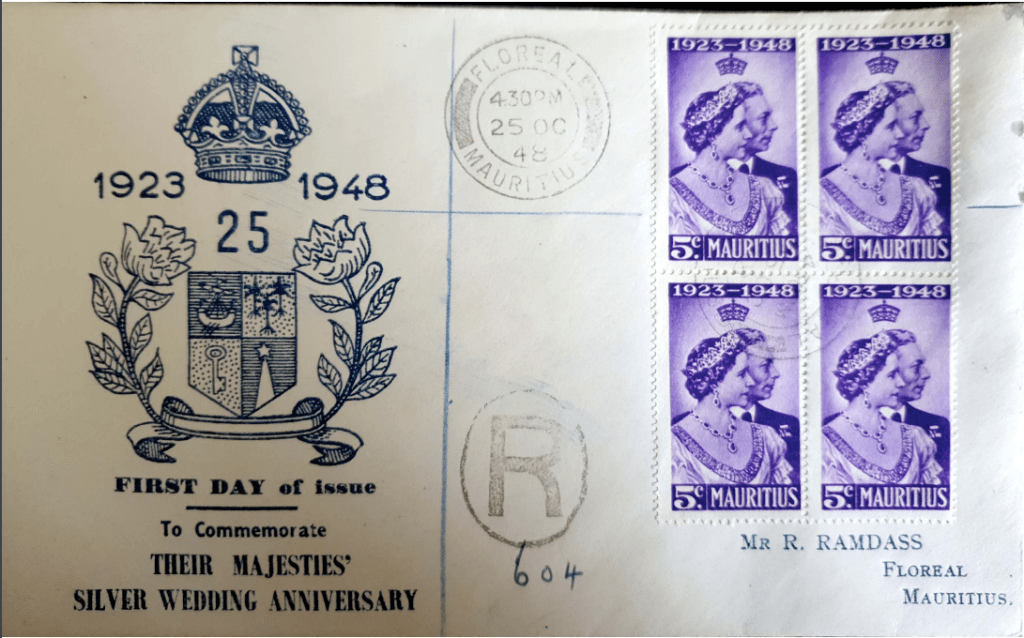 1923 1948
25
FIRST DAY of issue
To Commemorate
THEIR MAJESTIES'
SILVER WEDDING ANNIVERSARY
FLOREAL
4.30PM
25 OC
48
MAURITIUS
R
604
1923-1948
5c. MAURITIUS
1923-1948
5c. MAURITIUS
1923-1948
5c MAURITIUS
1923-1948
5c. MAURITIUS
MR R. RAMDASS
FLOREAL
MAURITIUS.